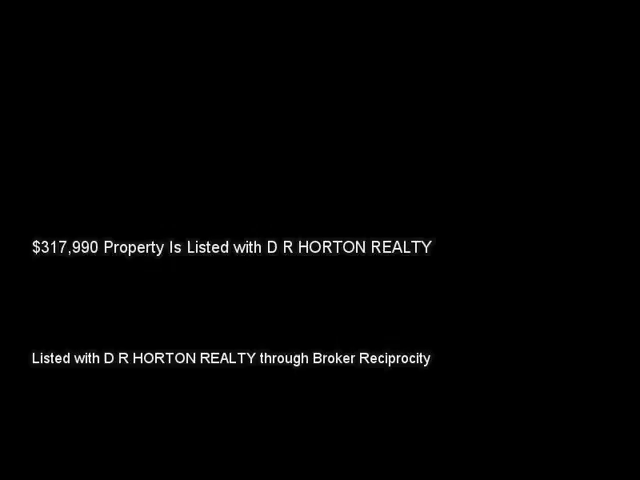 $317,990 Property Is Listed with D R HORTON REALTY
Listed with D R HORTON REALTY through Broker Reciprocity